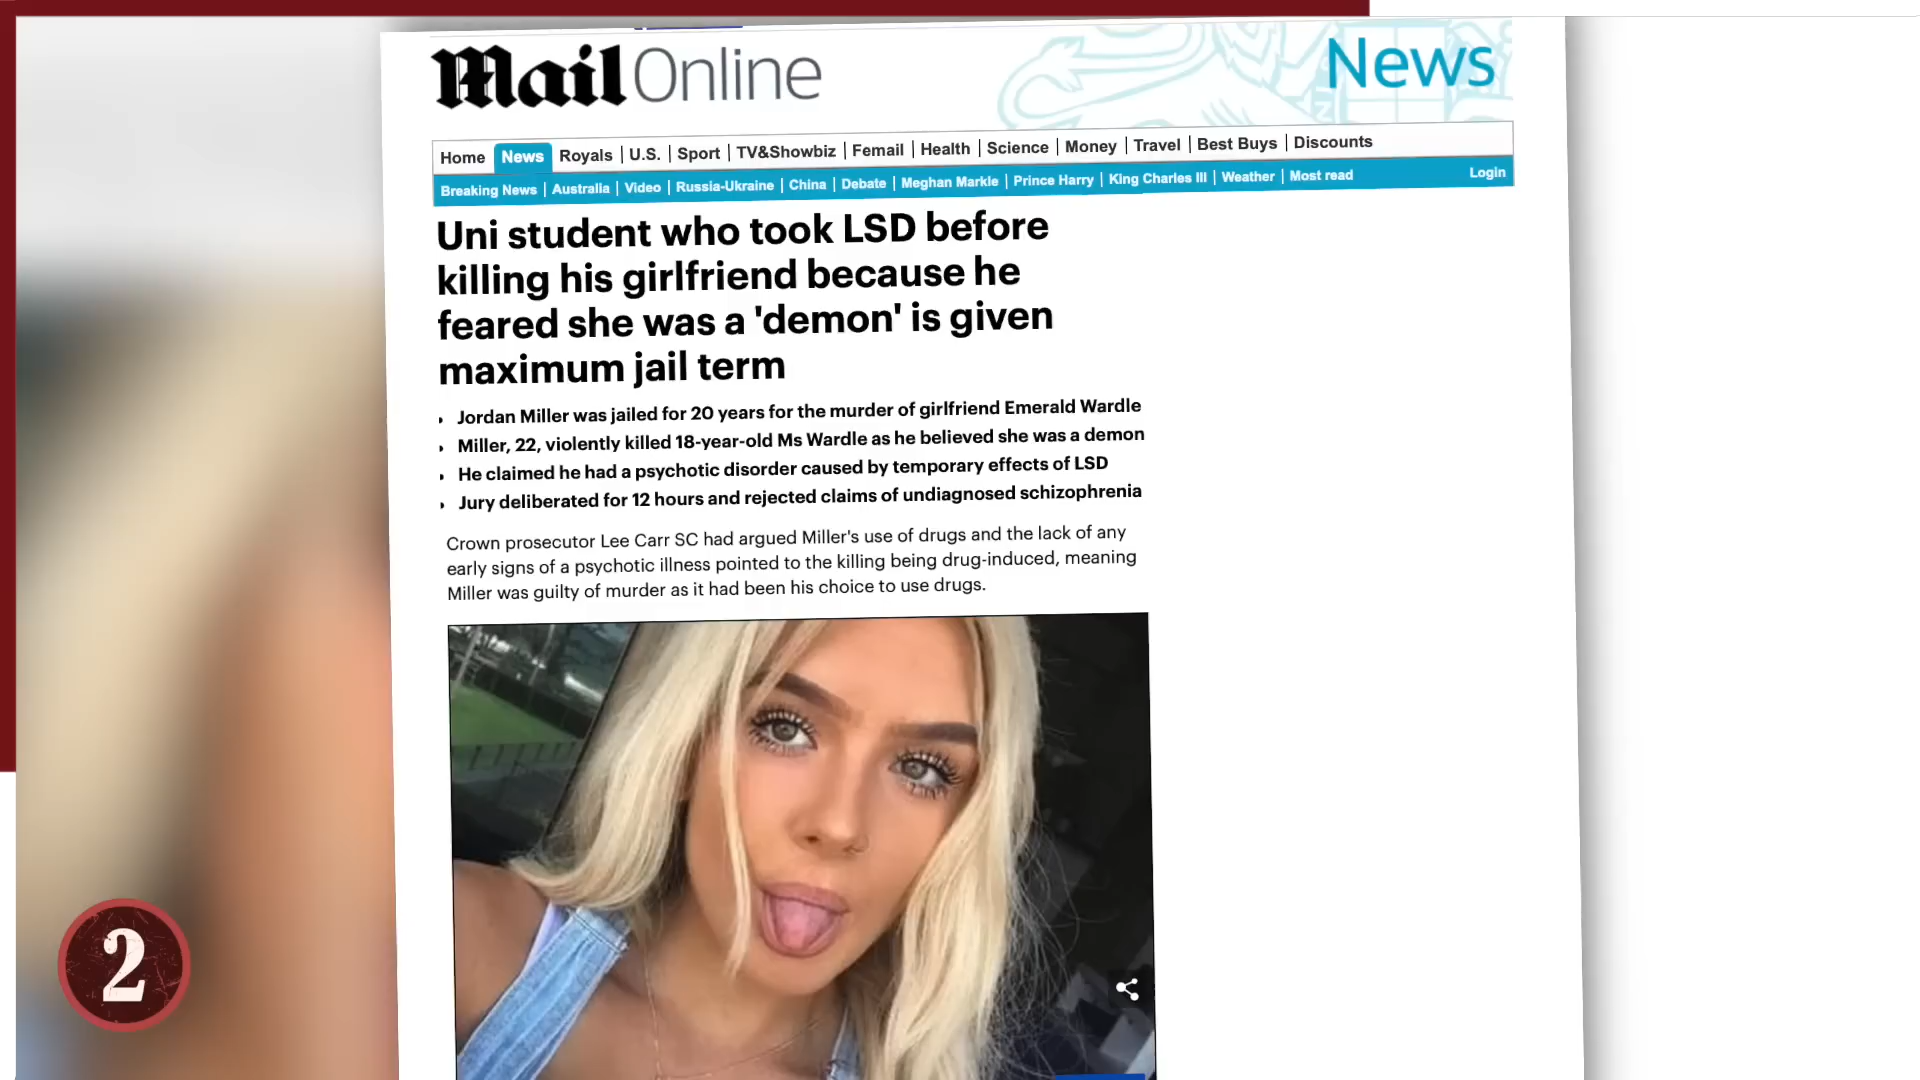 Mail Online
News
Home News Royals U.S. Sport TV&Showbiz Femail Health Science Money Travel Best Buys Discounts
Breaking News Australia Video Russia-Ukraine China Debate Meghan Markle Prince Harry King Charles III Weather Most read Login
Uni student who took LSD before
killing his girlfriend because he
feared she was a 'demon' is given
maximum jail term
Jordan Miller was jailed for 20 years for the murder of girlfriend Emerald Wardle
Miller, 22, violently killed 18-year-old Ms Wardle as he believed she was a demon
He claimed he had a psychotic disorder caused by temporary effects of LSD
Jury deliberated for 12 hours and rejected claims of undiagnosed schizophrenia
Crown prosecutor Lee Carr SC had argued Miller's use of drugs and the lack of any
early signs of a psychotic illness pointed to the killing being drug-induced, meaning
Miller was guilty of murder as it had been his choice to use drugs.
2